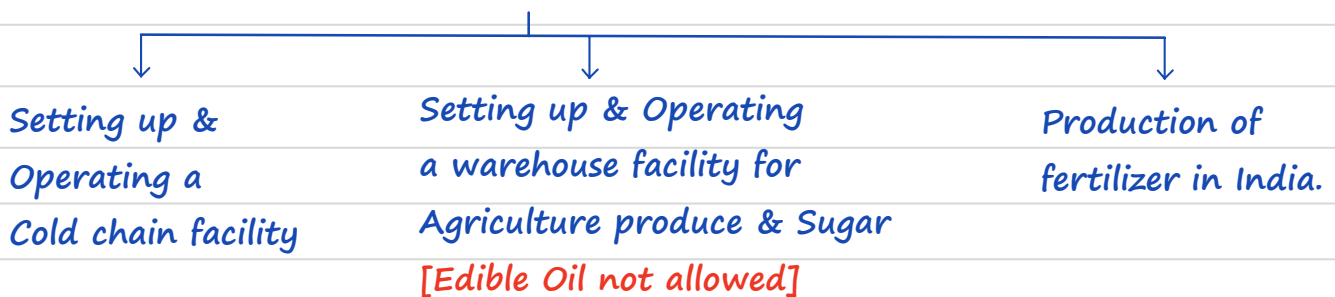 Setting up &
Operating a
Cold chain facility
Setting up & Operating
a warehouse facility for
Agriculture produce & Sugar
[Edible Oil not allowed]
Production of
fertilizer in India.